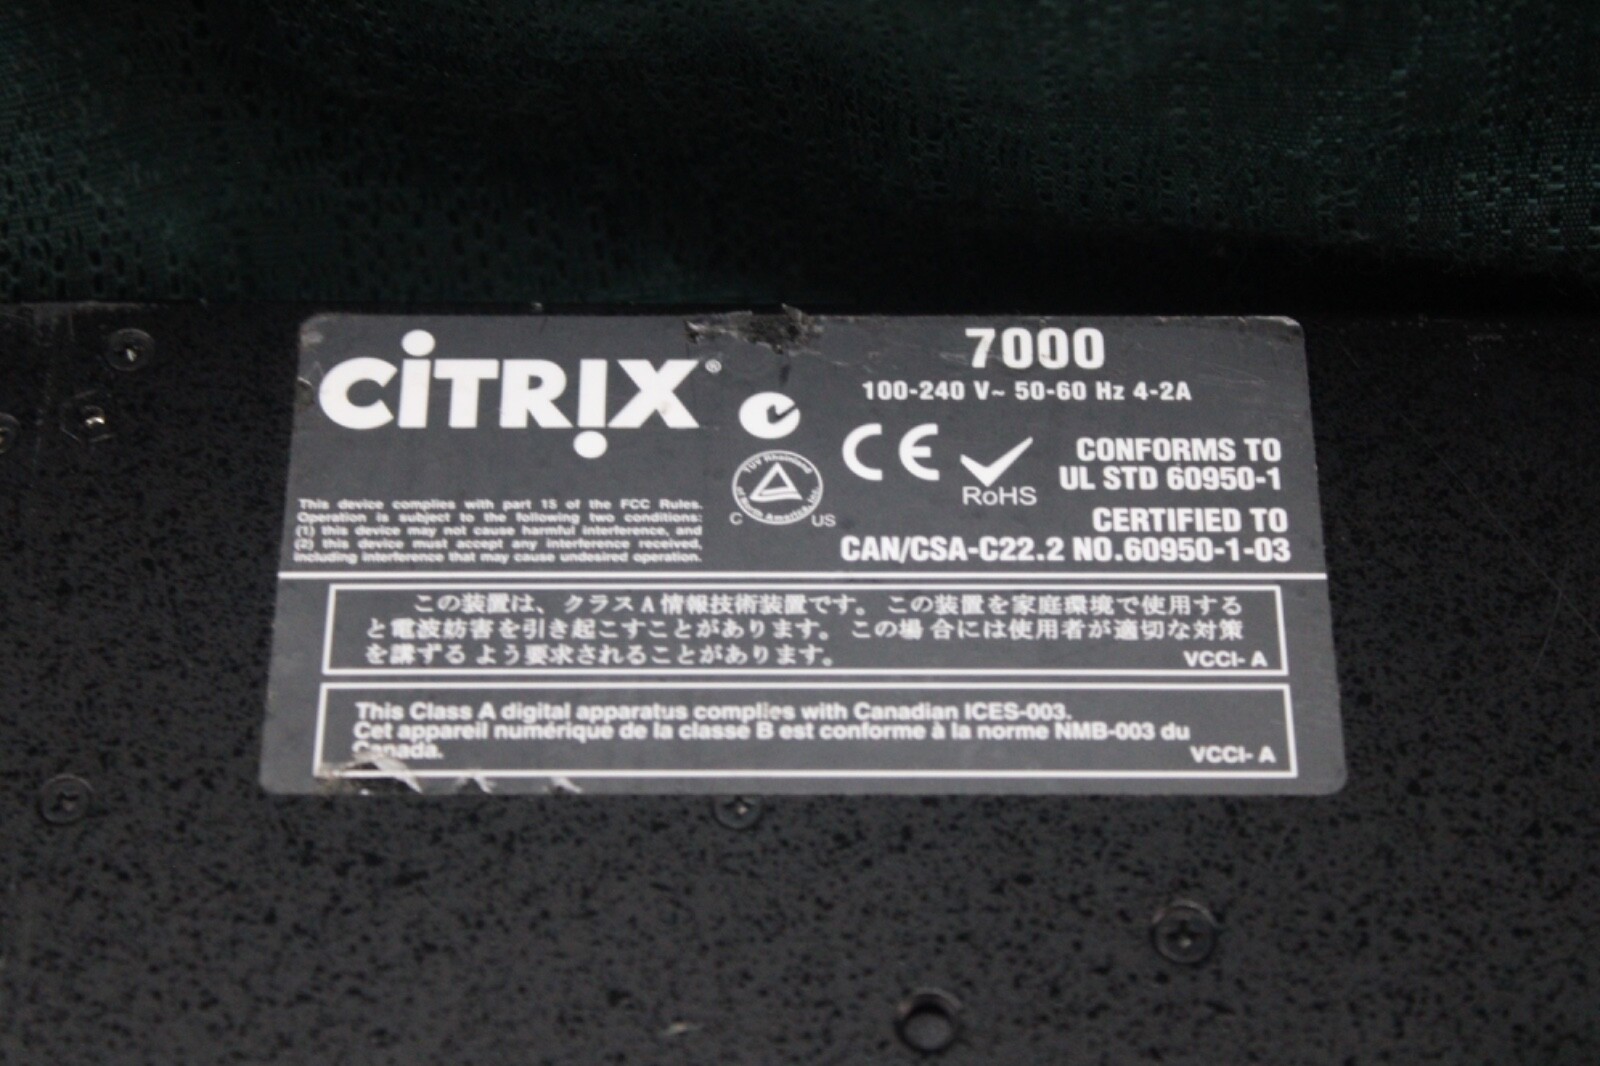 CiTRIX®
7000
100-240 V~ 50-60 Hz 4-2A
CE
RoHS
CONFORMS TO
UL STD 60950-1
TUV Rheinland
of North America, Inc.
C US
CERTIFIED TO
CAN/CSA-C22.2 NO.60950-1-03
This device complies with part 15 of the FCC Rules.
Operation is subject to the following two conditions:
(1) this device may not cause harmful interference, and
(2) this device must accept any interference received,
including interference that may cause undesired operation.
この装置は、クラスA情報技術装置です。この装置を家庭環境で使用する
と電波妨害を引き起こすことがあります。この場合には使用者が適切な対策
を講ずるよう要求されることがあります。
VCCI- A
This Class A digital apparatus complies with Canadian ICES-003.
Cet appareil numérique de la classe B est conforme à la norme NMB-003 du
Canada.
VCCI- A